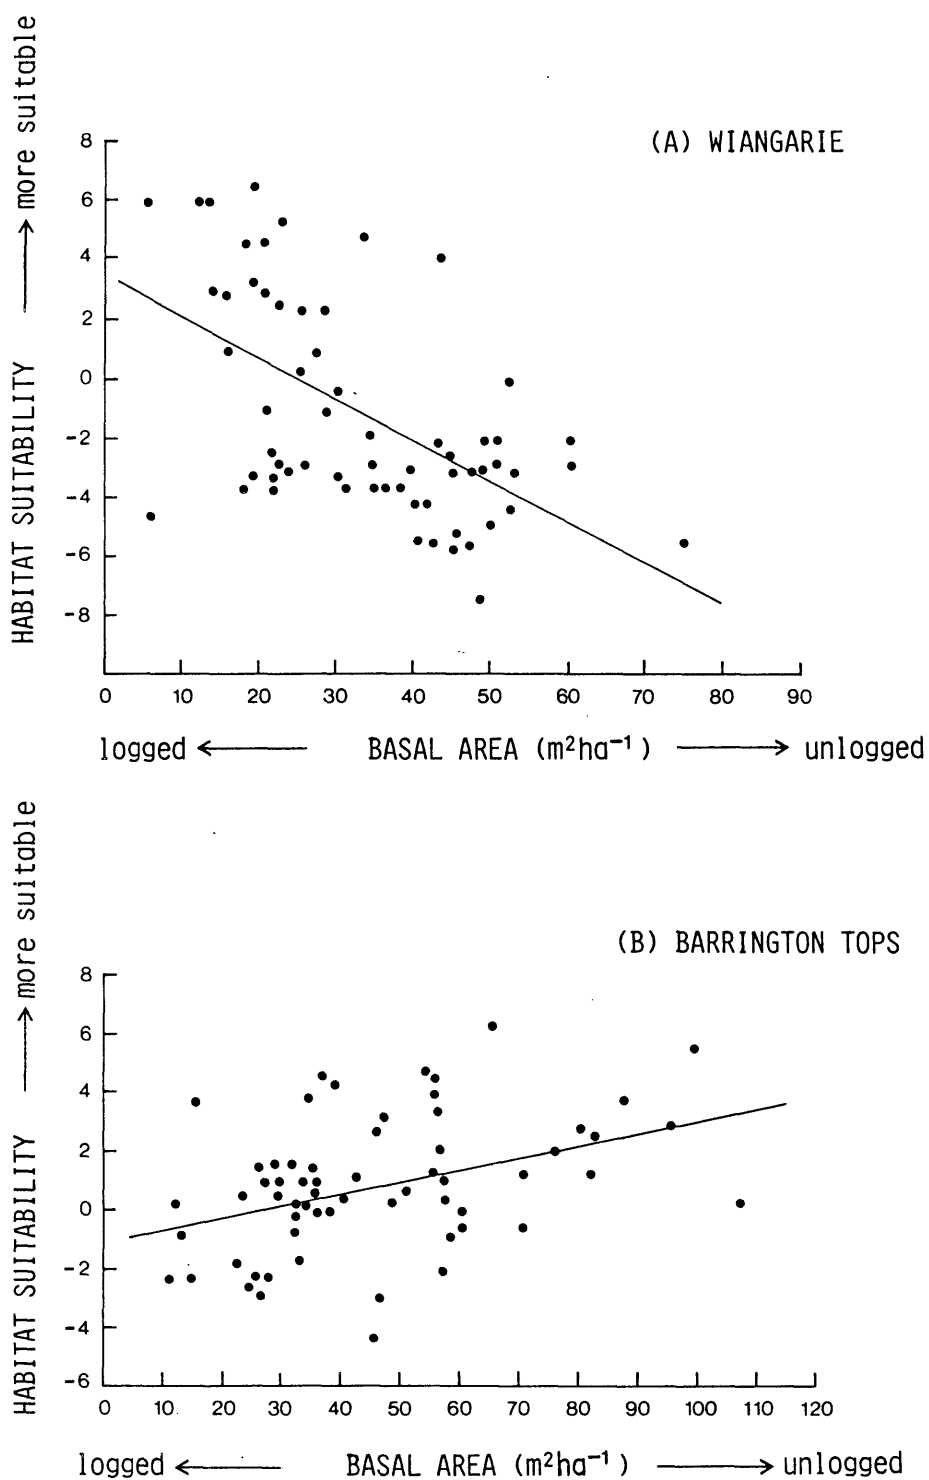 (A) WIANGARIE
HABITAT SUITABILITY → more suitable
8
6
4
2
0
-2
-4
-6
-8
0 10 20 30 40 50 60 70 80 90
logged ← BASAL AREA (m²ha⁻¹) → unlogged
(B) BARRINGTON TOPS
HABITAT SUITABILITY → more suitable
8
6
4
2
0
-2
-4
-6
0 10 20 30 40 50 60 70 80 90 100 110 120
logged ← BASAL AREA (m²ha⁻¹) → unlogged